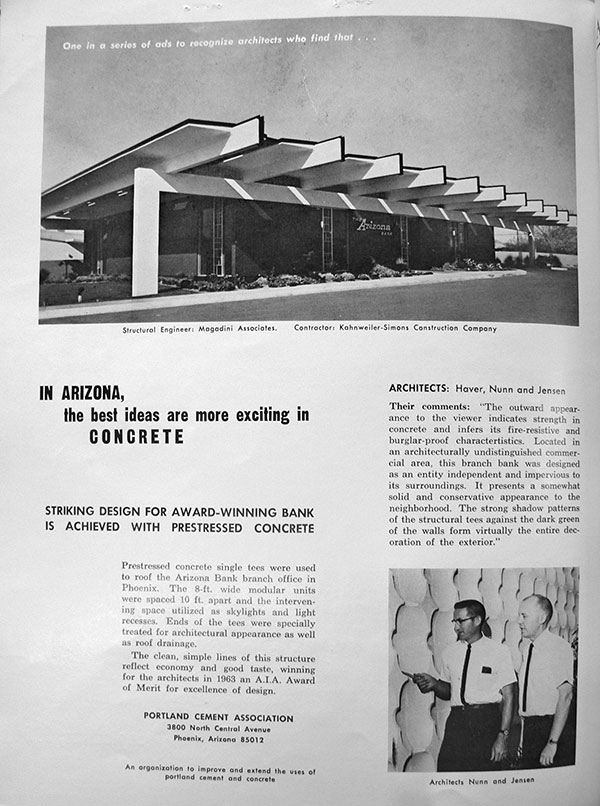 One in a series of ads to recognize architects who find that . . .
THE
Arizona
BANK
Structural Engineer: Magadini Associates. Contractor: Kahnweiler-Simons Construction Company
IN ARIZONA,
the best ideas are more exciting in
CONCRETE
STRIKING DESIGN FOR AWARD-WINNING BANK
IS ACHIEVED WITH PRESTRESSED CONCRETE
Prestressed concrete single tees were used
to roof the Arizona Bank branch office in
Phoenix. The 8-ft. wide modular units
were spaced 10 ft. apart and the interven-
ing space utilized as skylights and light
recesses. Ends of the tees were specially
treated for architectural appearance as well
as roof drainage.
The clean, simple lines of this structure
reflect economy and good taste, winning
for the architects in 1963 an A.I.A. Award
of Merit for excellence of design.
PORTLAND CEMENT ASSOCIATION
3800 North Central Avenue
Phoenix, Arizona 85012
An organization to improve and extend the uses of
portland cement and concrete
ARCHITECTS: Haver, Nunn and Jensen
Their comments: "The outward appear-
ance to the viewer indicates strength in
concrete and infers its fire-resistive and
burglar-proof charactertistics. Located in
an architecturally undistinguished commer-
cial area, this branch bank was designed
as an entity independent and impervious to
its surroundings. It presents a somewhat
solid and conservative appearance to the
neighborhood. The strong shadow patterns
of the structural tees against the dark green
of the walls form virtually the entire dec-
oration of the exterior."
Architects Nunn and Jensen